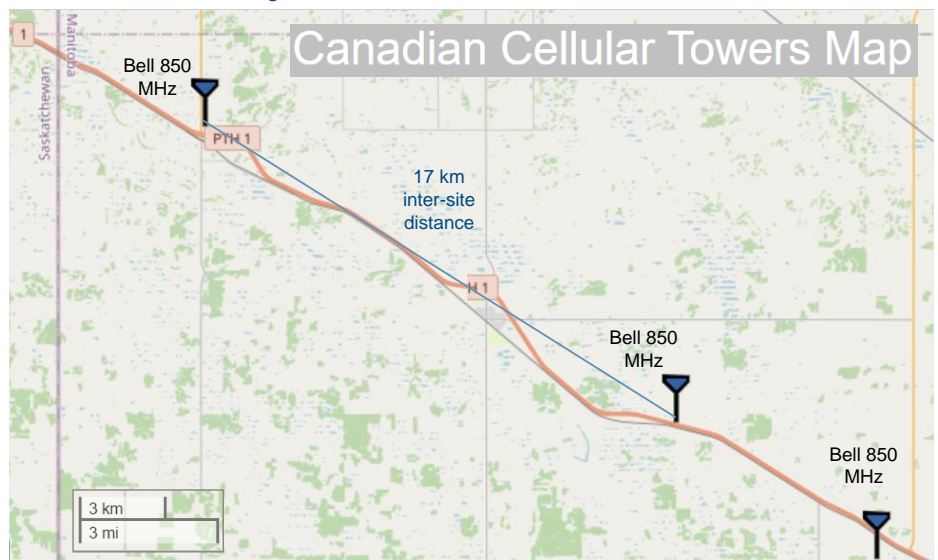 Canadian Cellular Towers Map
1
Manitoba
Saskatchewan
Bell 850
MHz
PTH 1
17 km
inter-site
distance
H 1
Bell 850
MHz
Bell 850
MHz
3 km
3 mi